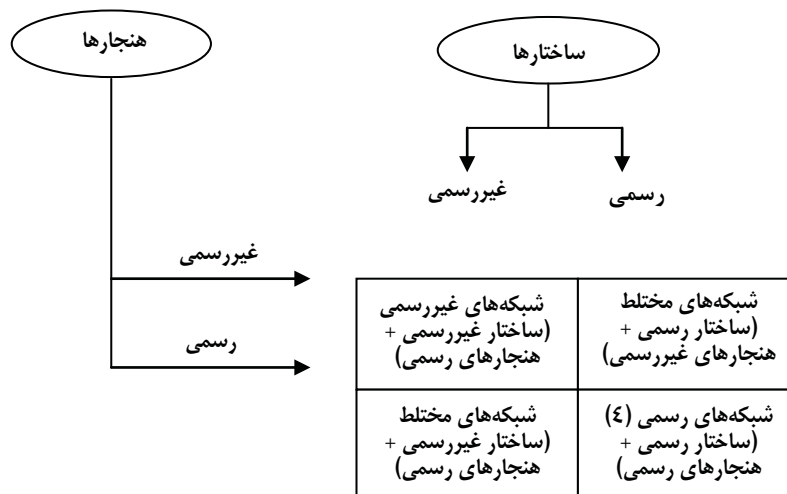 ساختارها
هنجارها
رسمی
غیررسمی
غیررسمی
رسمی
شبکه‌های مختلط
(ساختار رسمی +
هنجارهای غیررسمی)
شبکه‌های غیررسمی
(ساختار غیررسمی +
هنجارهای رسمی)
شبکه‌های رسمی (٤)
(ساختار رسمی +
هنجارهای رسمی)
شبکه‌های مختلط
(ساختار غیررسمی +
هنجارهای رسمی)